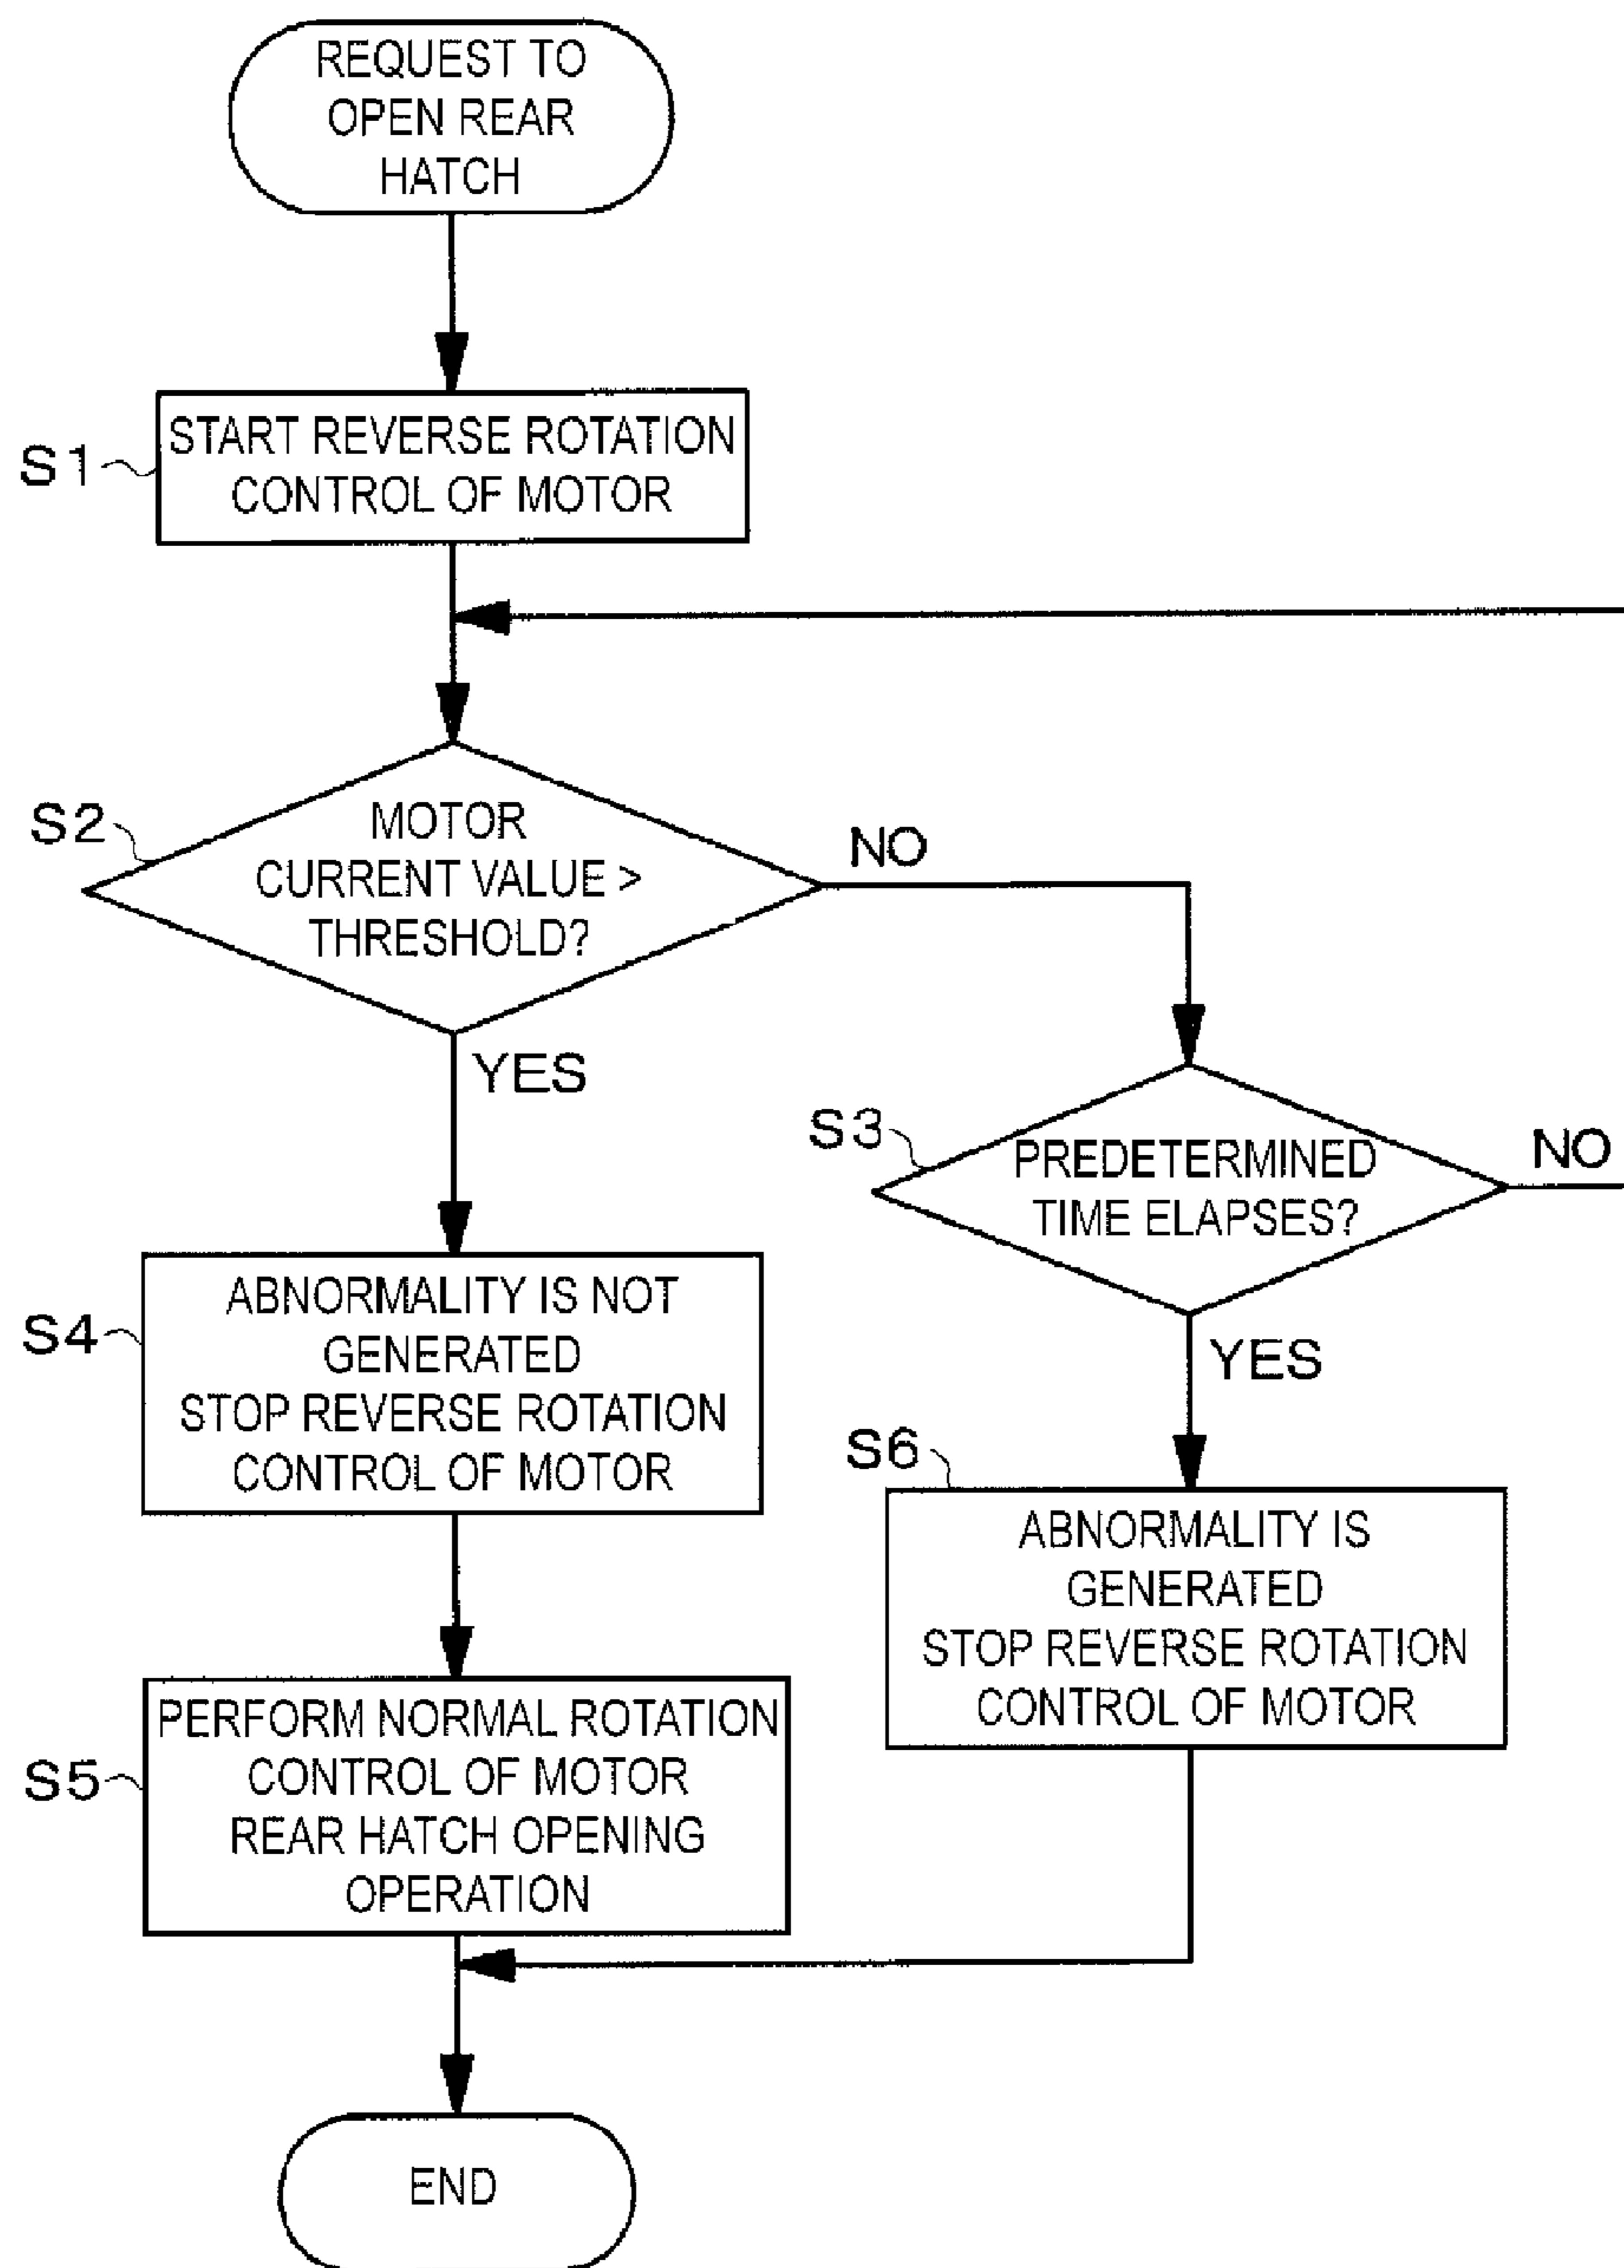 REQUEST TO
OPEN REAR
HATCH
S1
START REVERSE ROTATION
CONTROL OF MOTOR
S2
MOTOR
CURRENT VALUE >
THRESHOLD?
NO
YES
S3
PREDETERMINED
TIME ELAPSES?
NO
YES
S4
ABNORMALITY IS NOT
GENERATED
STOP REVERSE ROTATION
CONTROL OF MOTOR
S6
ABNORMALITY IS
GENERATED
STOP REVERSE ROTATION
CONTROL OF MOTOR
S5
PERFORM NORMAL ROTATION
CONTROL OF MOTOR
REAR HATCH OPENING
OPERATION
END